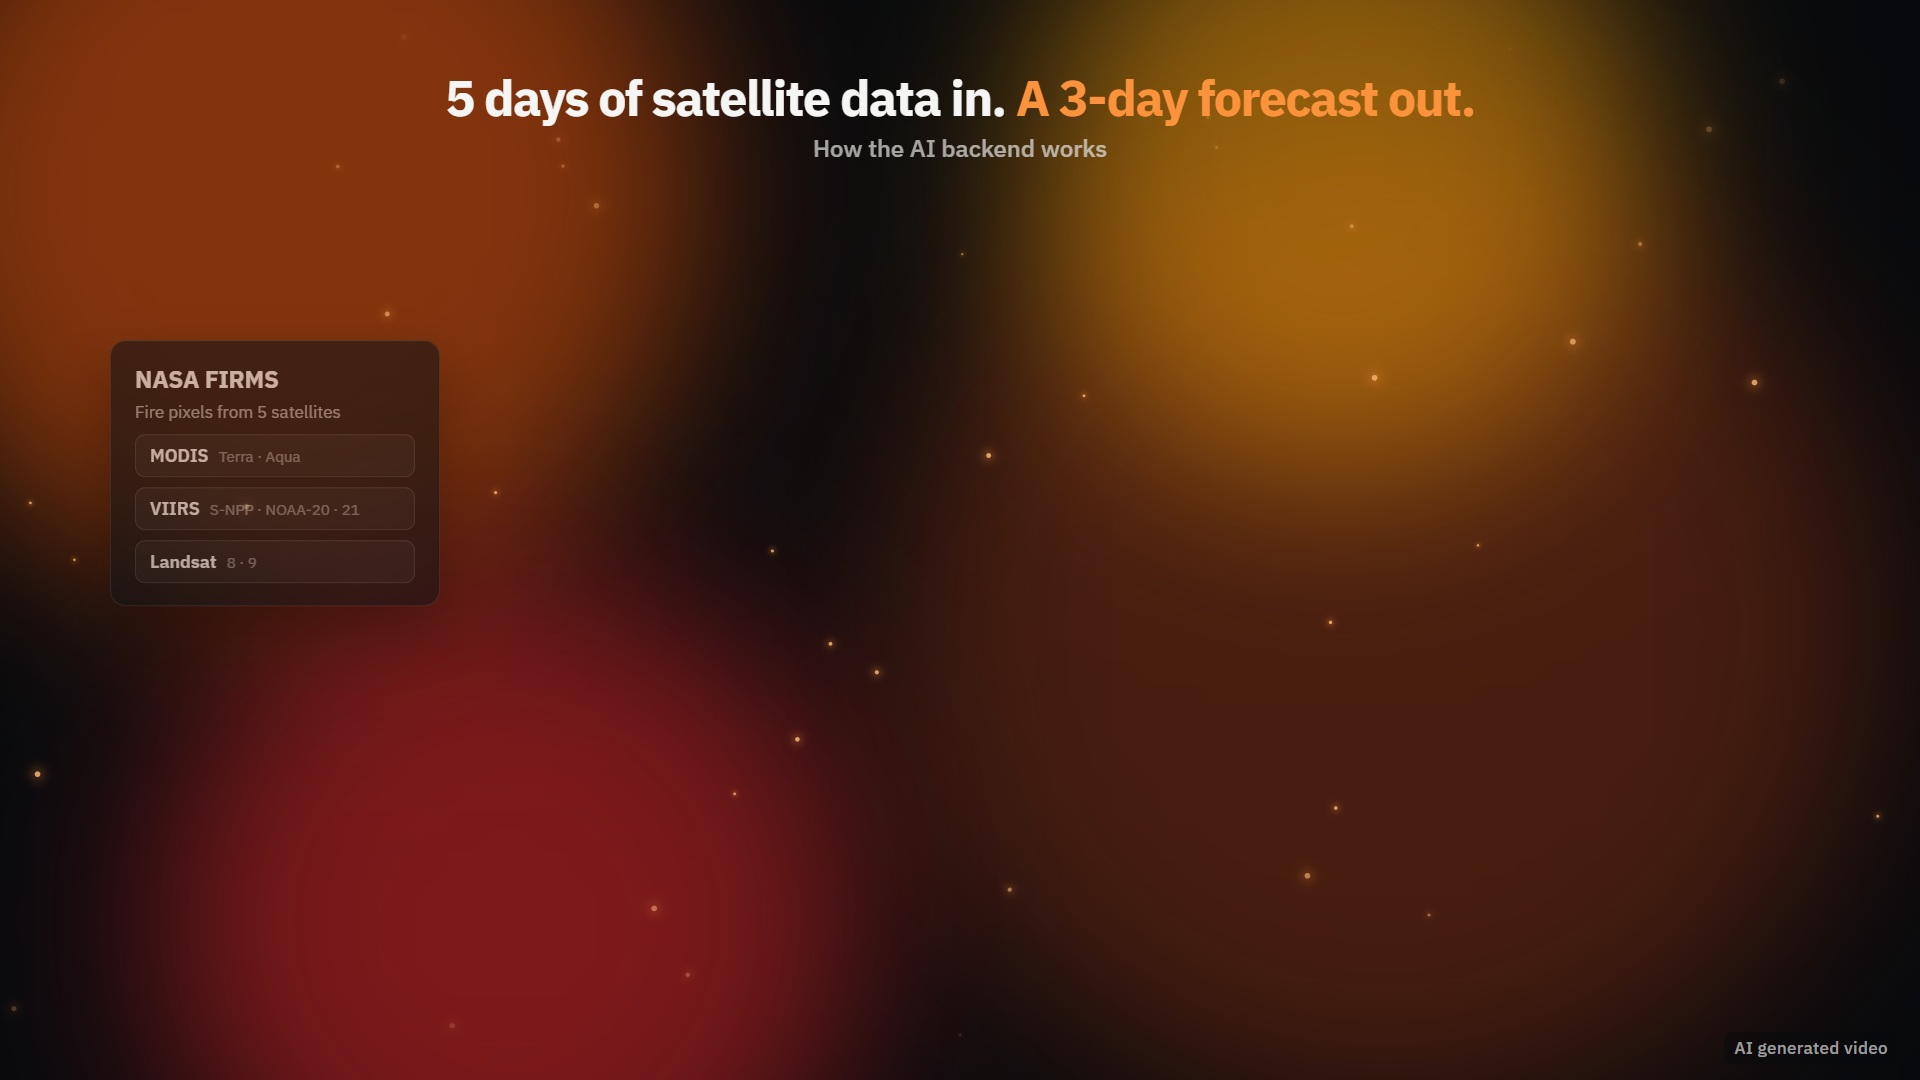 5 days of satellite data in. A 3-day forecast out.
How the AI backend works
NASA FIRMS
Fire pixels from 5 satellites
MODIS Terra · Aqua
VIIRS S-NPP · NOAA-20 · 21
Landsat 8 · 9
AI generated video